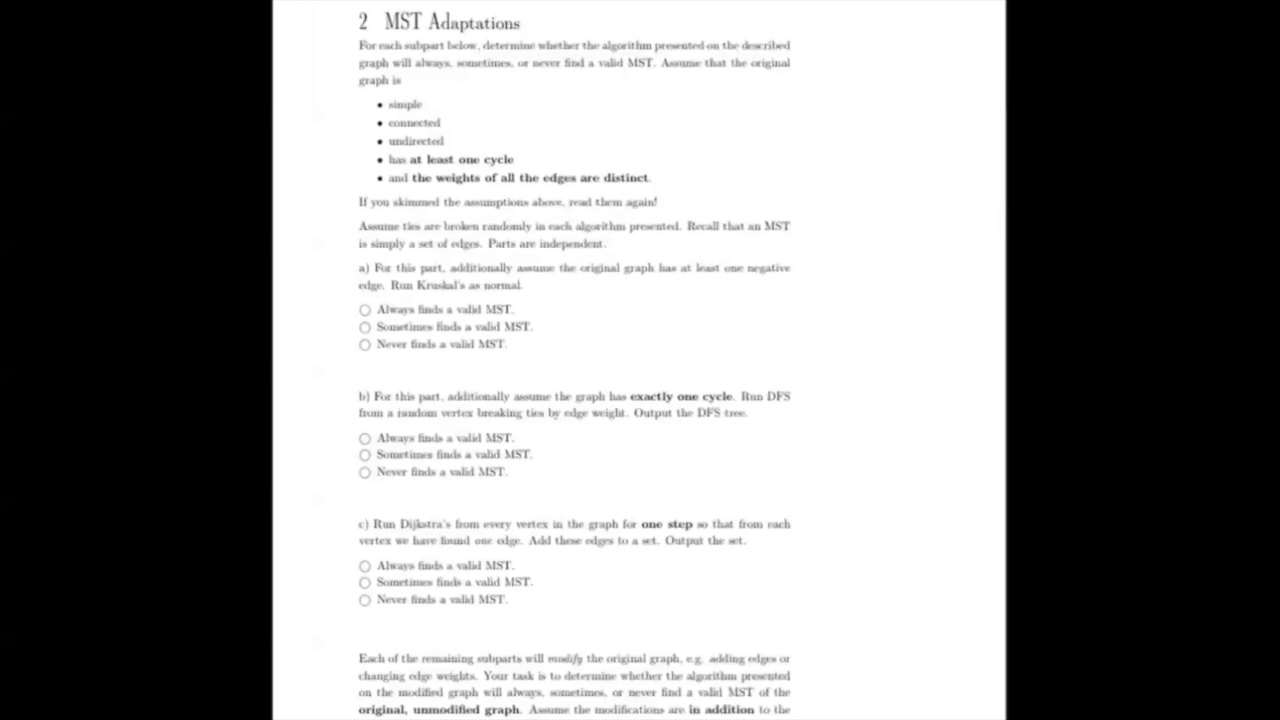 2 MST Adaptations
For each subpart below, determine whether the algorithm presented on the described
graph will always, sometimes, or never find a valid MST. Assume that the original
graph is
• simple
• connected
• undirected
• has at least one cycle
• and the weights of all the edges are distinct.
If you skimmed the assumptions above, read them again!
Assume ties are broken randomly in each algorithm presented. Recall that an MST
is simply a set of edges. Parts are independent.
a) For this part, additionally assume the original graph has at least one negative
edge. Run Kruskal's as normal.
Always finds a valid MST.
Sometimes finds a valid MST.
Never finds a valid MST.
b) For this part, additionally assume the graph has exactly one cycle. Run DFS
from a random vertex breaking ties by edge weight. Output the DFS tree.
Always finds a valid MST.
Sometimes finds a valid MST.
Never finds a valid MST.
c) Run Dijkstra's from every vertex in the graph for one step so that from each
vertex we have found one edge. Add these edges to a set. Output the set.
Always finds a valid MST.
Sometimes finds a valid MST.
Never finds a valid MST.
Each of the remaining subparts will modify the original graph, e.g. adding edges or
changing edge weights. Your task is to determine whether the algorithm presented
on the modified graph will always, sometimes, or never find a valid MST of the
original, unmodified graph. Assume the modifications are in addition to the